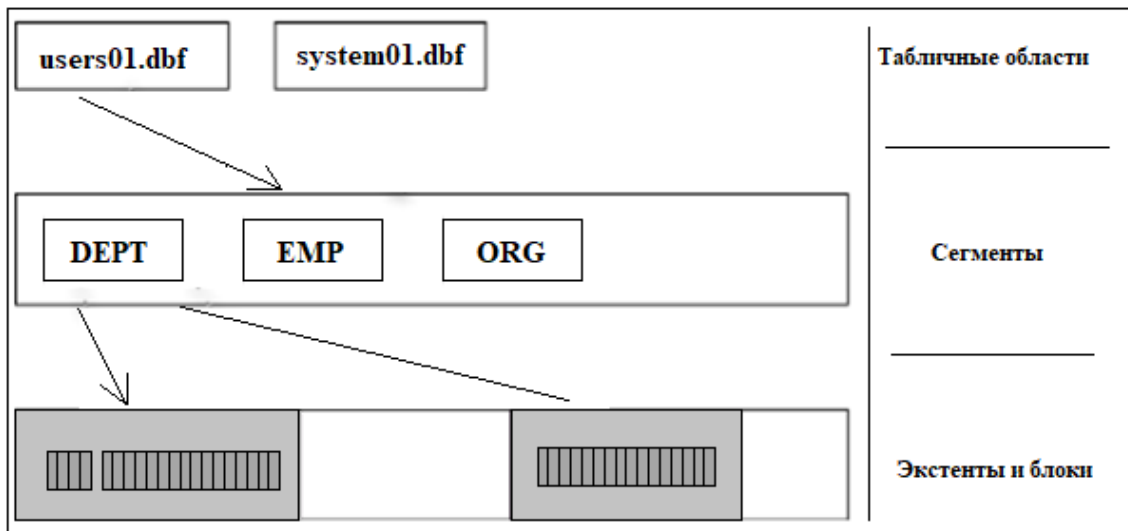 users01.dbf
system01.dbf
Табличные области
DEPT
EMP
ORG
Сегменты
Экстенты и блоки